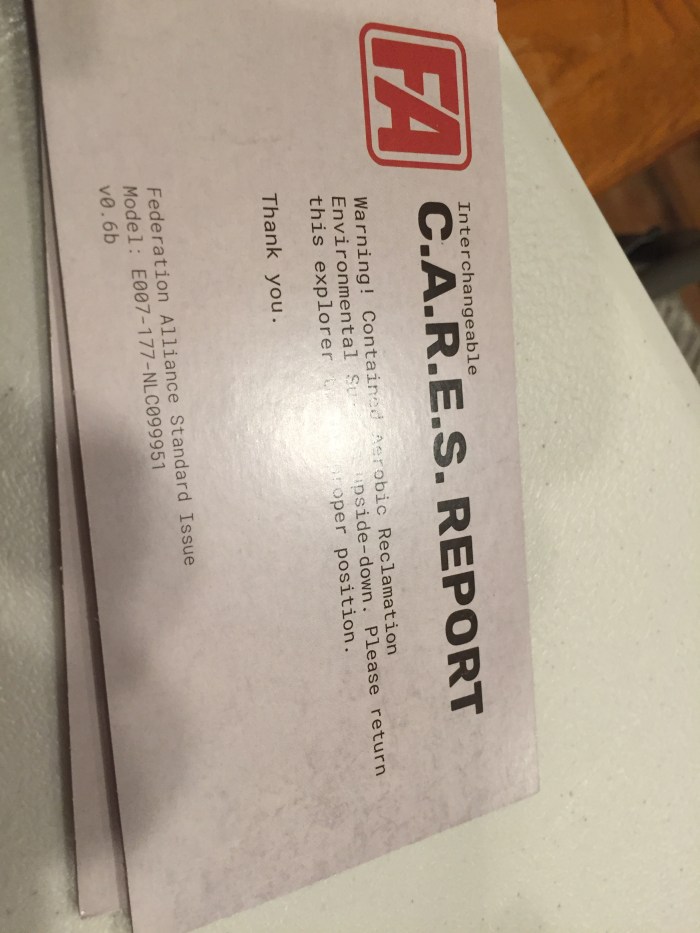 FA
Interchangeable
C.A.R.E.S. REPORT
Warning! Contained Aerobic Reclamation
Environmental upside-down. Please return
this explorer proper position.
Thank you.
Federation Alliance Standard Issue
Model: E007-177-NLC099951
v0.6b